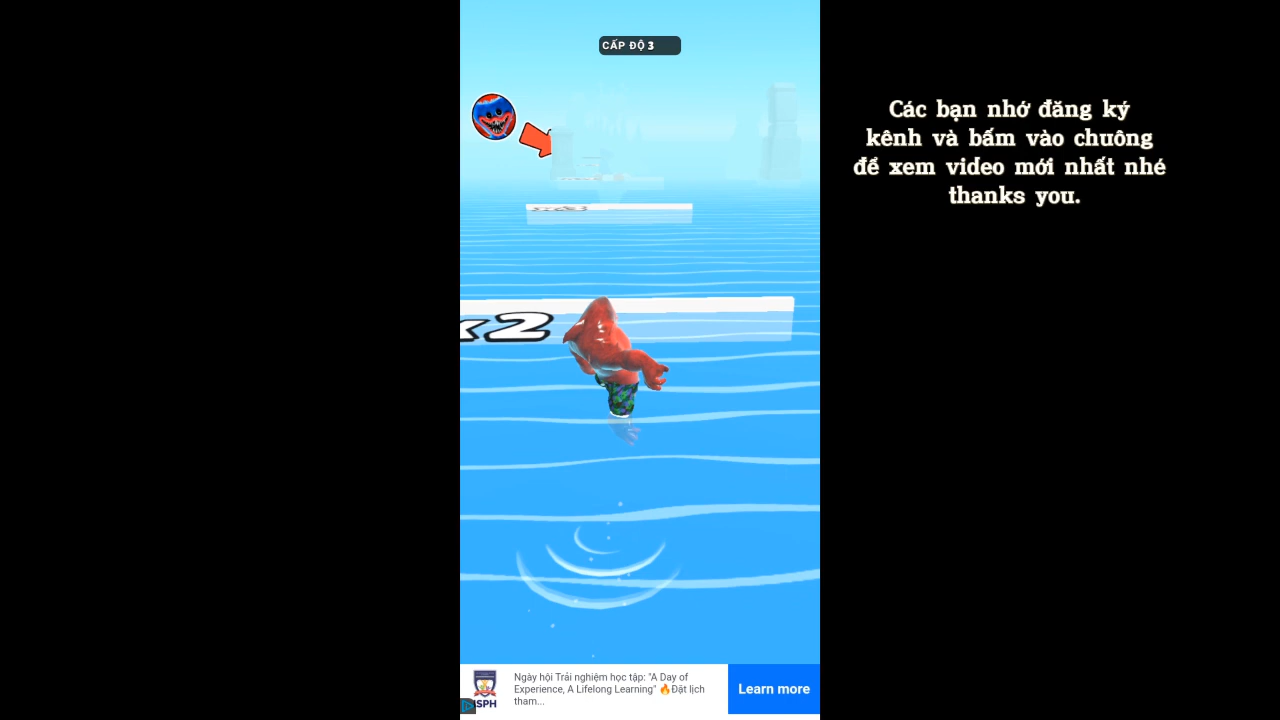 CẤP ĐỘ 3
Các bạn nhớ đăng ký
kênh và bấm vào chuông
để xem video mới nhất nhé
thanks you.
x2
Ngày hội Trải nghiệm học tập: "A Day of
Experience, A Lifelong Learning" 🔥Đặt lịch
tham...
SPH
Learn more